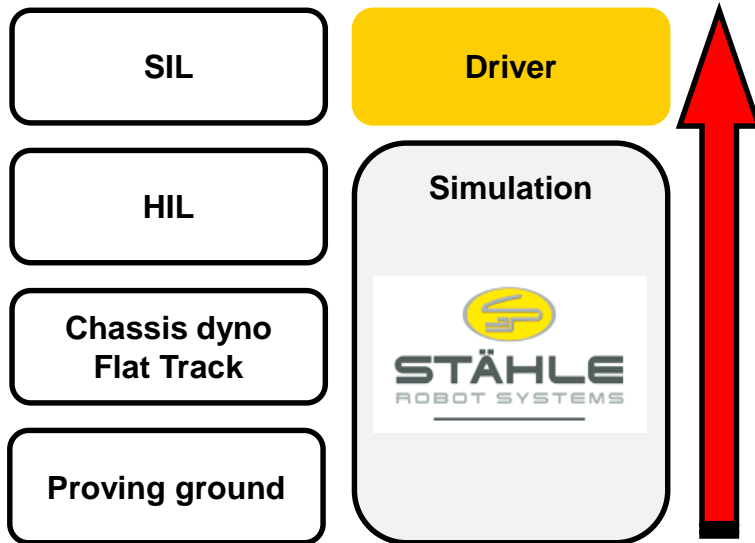 SIL
Driver
HIL
Simulation
Chassis dyno
Flat Track
STÄHLE
ROBOT SYSTEMS
Proving ground